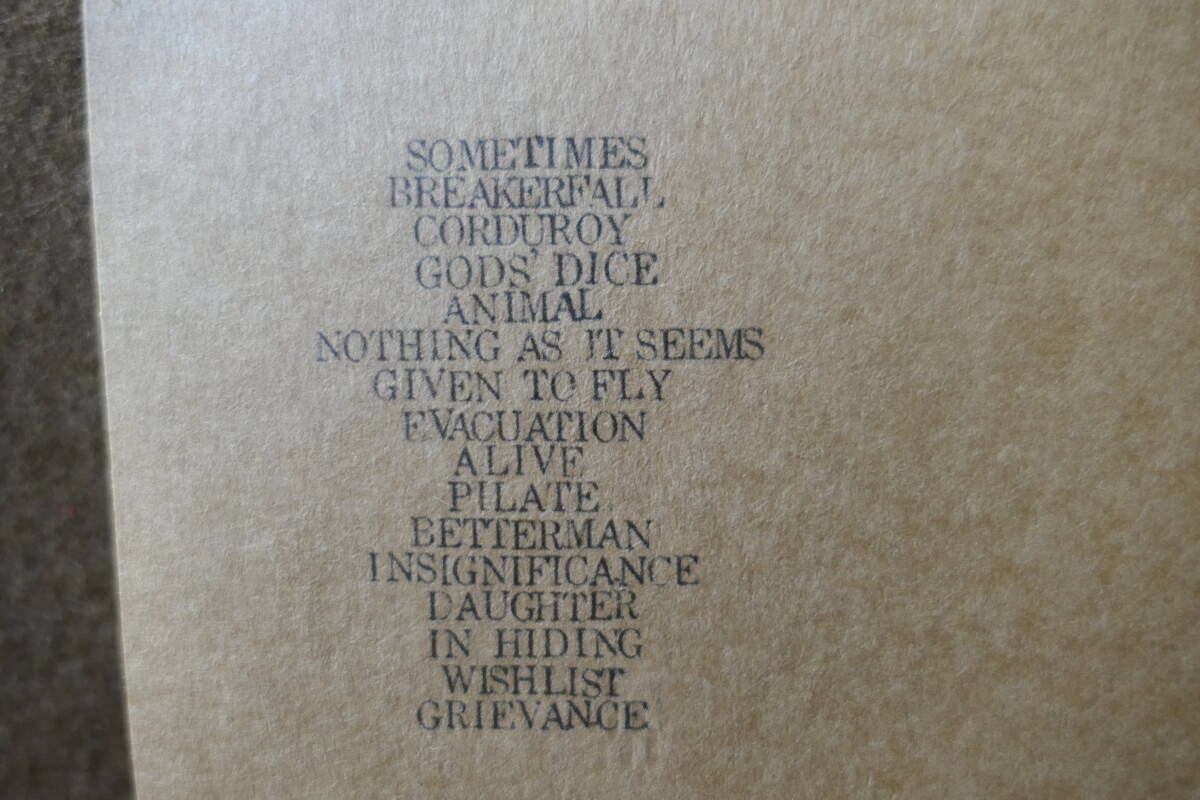 SOMETIMES
BREAKERFALL
CORDUROY
GODS' DICE
ANIMAL
NOTHING AS IT SEEMS
GIVEN TO FLY
EVACUATION
ALIVE
PILATE
BETTERMAN
INSIGNIFICANCE
DAUGHTER
IN HIDING
WISHLIST
GRIEVANCE